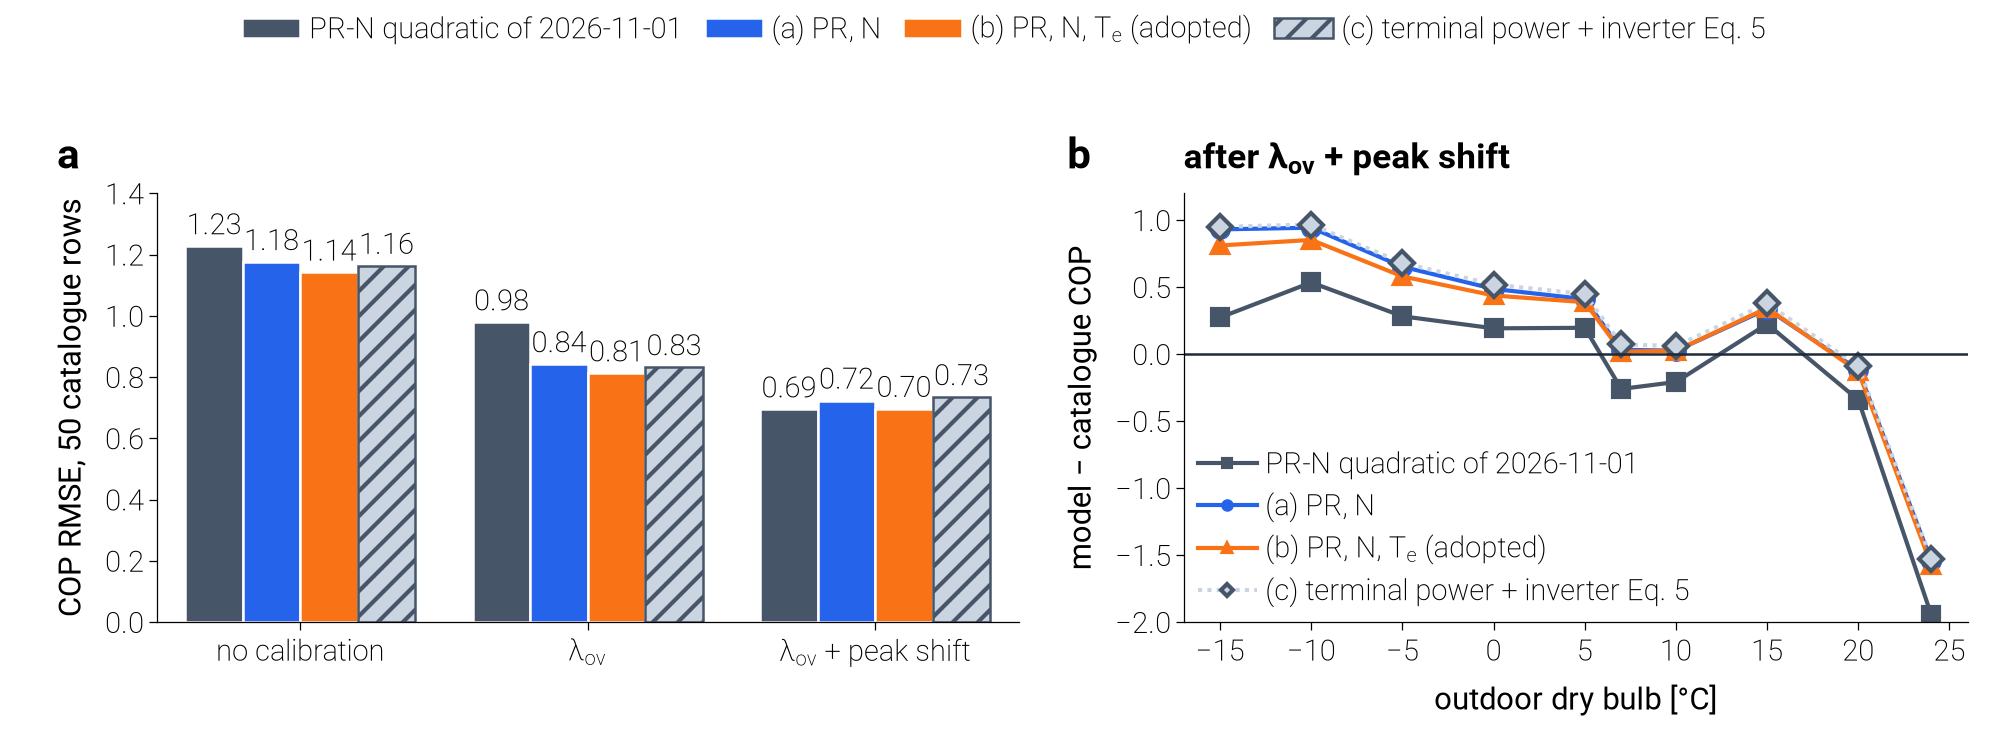 PR-N quadratic of 2026-11-01
(a) PR, N
(b) PR, N, Te (adopted)
(c) terminal power + inverter Eq. 5
a
COP RMSE, 50 catalogue rows
1.4
1.2
1.0
0.8
0.6
0.4
0.2
0.0
1.23
1.18
1.14
1.16
0.98
0.84
0.81
0.83
0.69
0.72
0.70
0.73
no calibration
λov
λov + peak shift
b
after λov + peak shift
model − catalogue COP
1.0
0.5
0.0
−0.5
−1.0
−1.5
−2.0
PR-N quadratic of 2026-11-01
(a) PR, N
(b) PR, N, Te (adopted)
(c) terminal power + inverter Eq. 5
−15
−10
−5
0
5
10
15
20
25
outdoor dry bulb [°C]